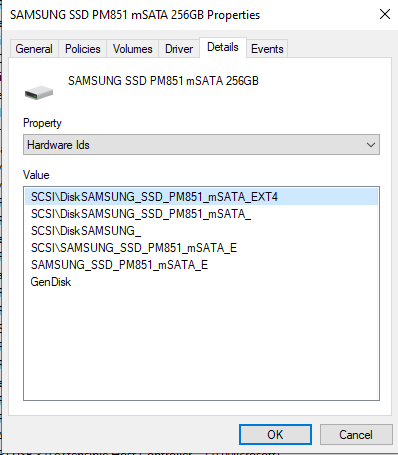 SAMSUNG SSD PM851 mSATA 256GB Properties
General Policies Volumes Driver Details Events
SAMSUNG SSD PM851 mSATA 256GB
Property
Hardware Ids
Value
SCSI\DiskSAMSUNG_SSD_PM851_mSATA_EXT4
SCSI\DiskSAMSUNG_SSD_PM851_mSATA_
SCSI\DiskSAMSUNG_
SCSI\SAMSUNG_SSD_PM851_mSATA_E
SAMSUNG_SSD_PM851_mSATA_E
GenDisk
OK Cancel